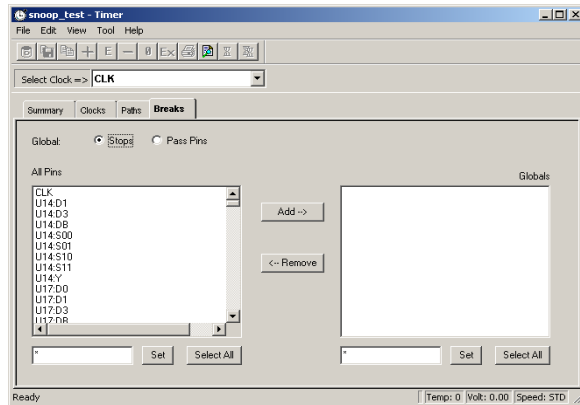 snoop_test - Timer
File Edit View Tool Help
E Ex
Select Clock => CLK
Summary Clocks Paths Breaks
Global: Stops Pass Pins
All Pins
Globals
CLK
U14:D1
U14:D3
U14:DB
U14:S00
U14:S01
U14:S10
U14:S11
U14:Y
U17:D0
U17:D1
U17:D3
U17:DB
Add -->
<-- Remove
* Set Select All
* Set Select All
Ready Temp: 0 Volt: 0.00 Speed: STD